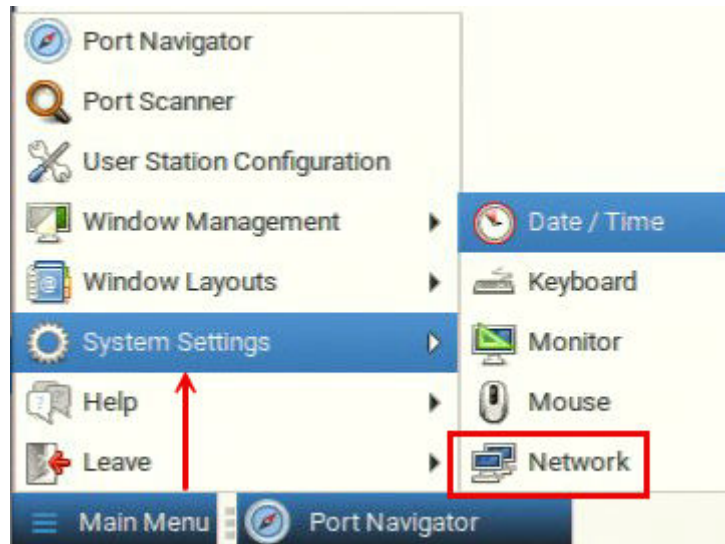 Port Navigator
Port Scanner
User Station Configuration
Window Management
Window Layouts
System Settings
Help
Leave
Date / Time
Keyboard
Monitor
Mouse
Network
Main Menu
Port Navigator